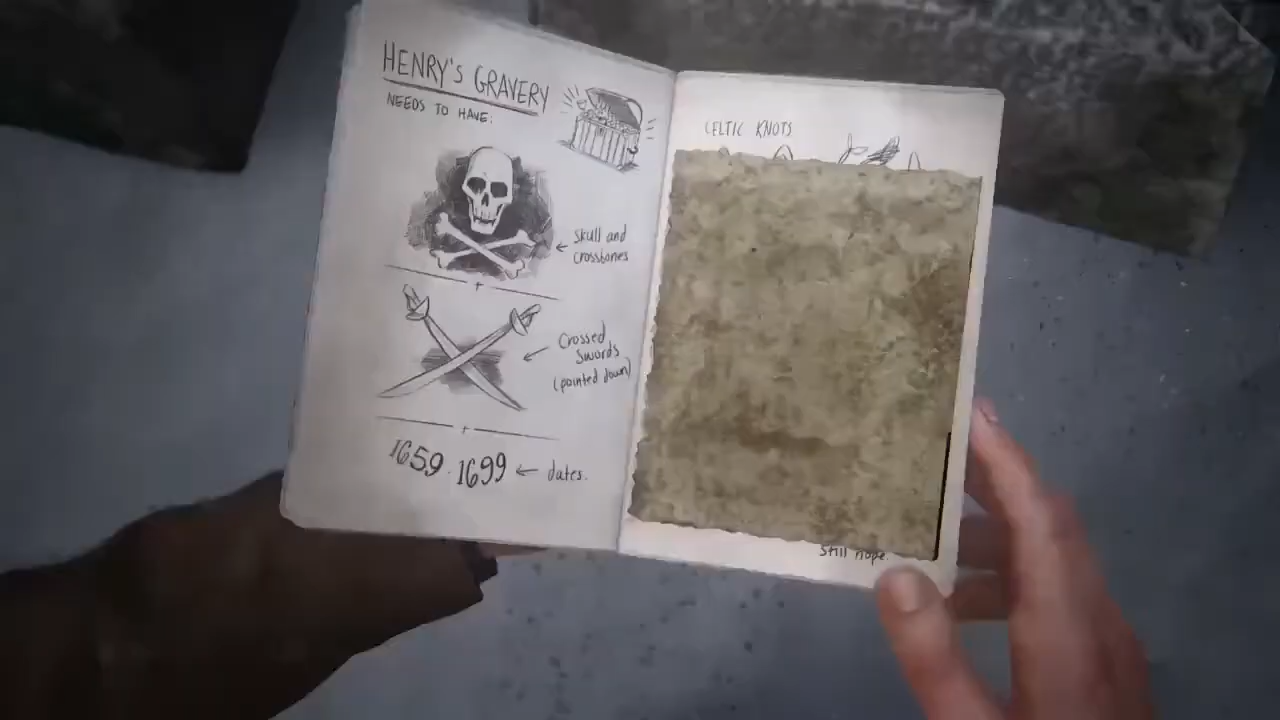 HENRY'S GRAVERY
NEEDS TO HAVE:
Skull and
crossbones
Crossed
Swords
(pointed down)
1659 - 1699 ← dates.
CELTIC KNOTS
Still nope.